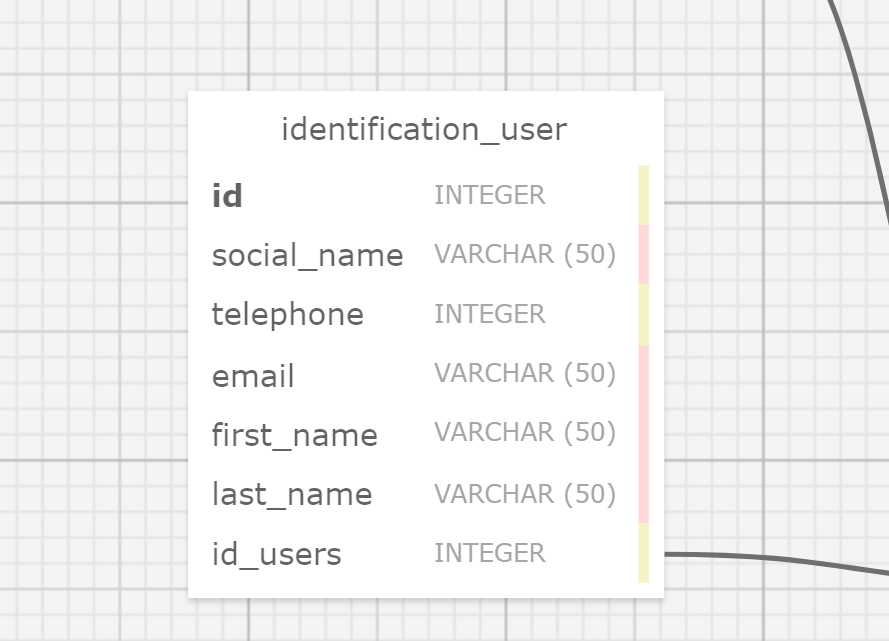 identification_user
id INTEGER
social_name VARCHAR (50)
telephone INTEGER
email VARCHAR (50)
first_name VARCHAR (50)
last_name VARCHAR (50)
id_users INTEGER